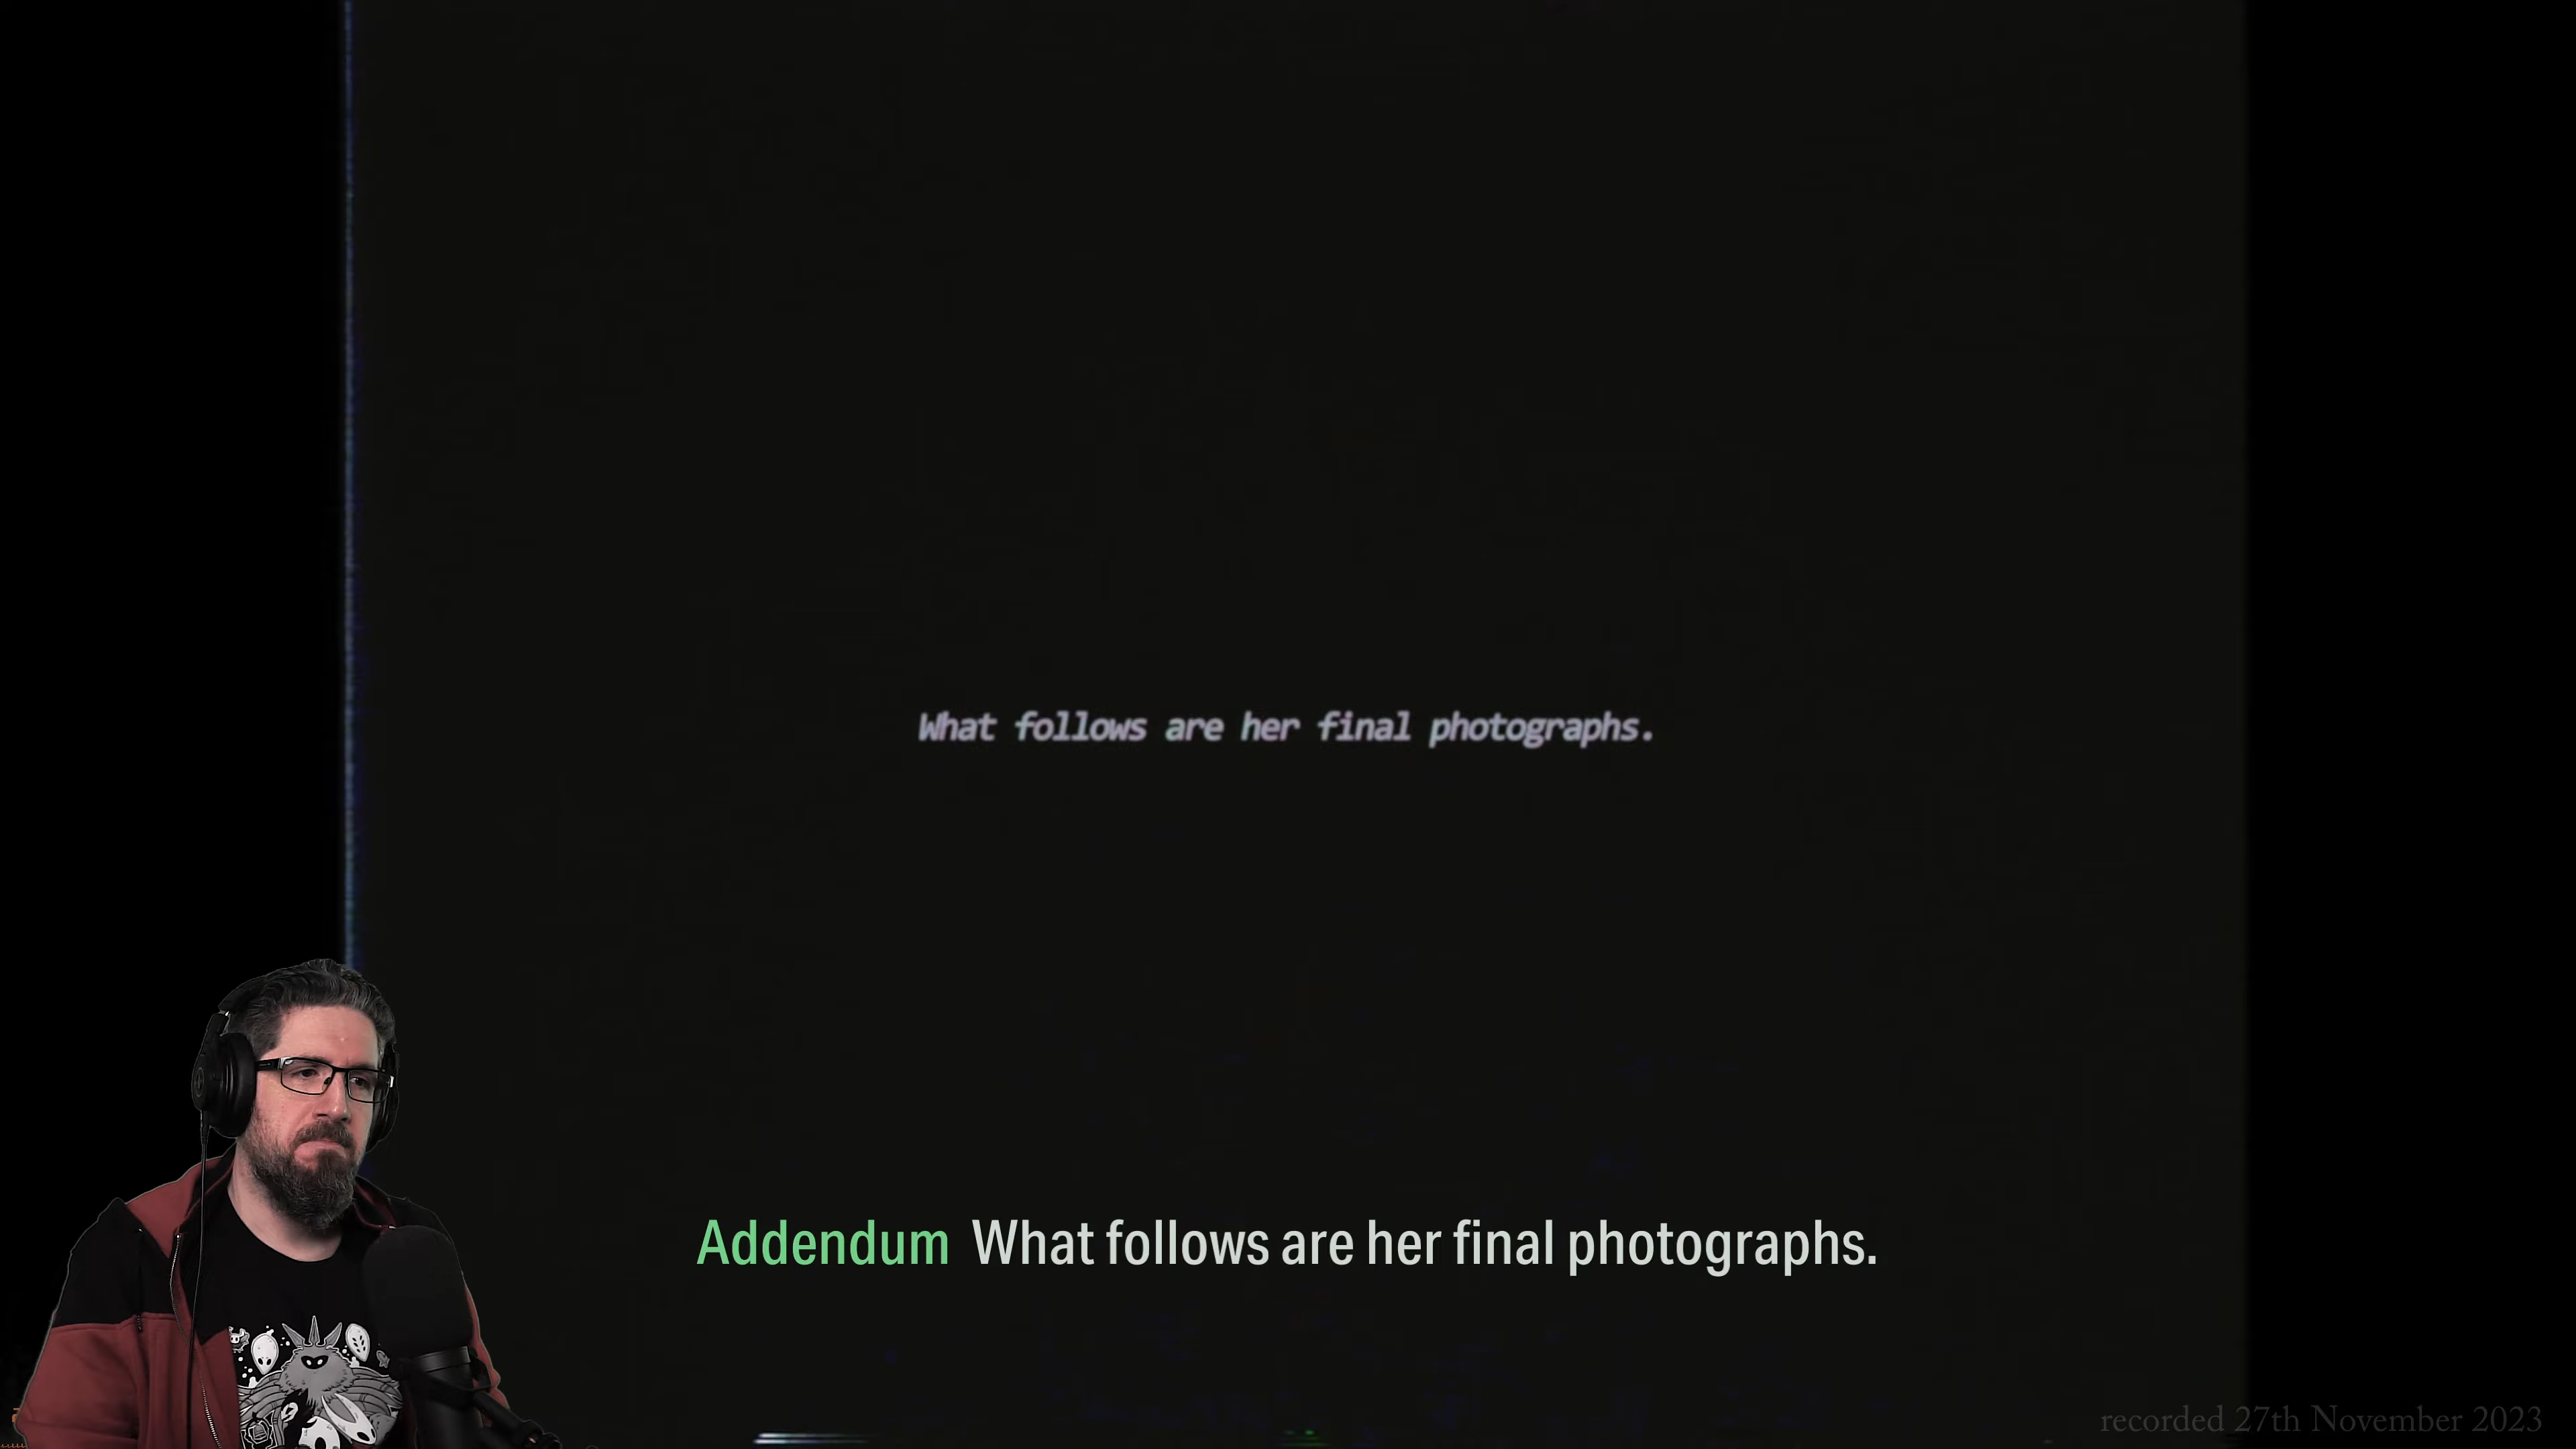 What follows are her final photographs.
Addendum What follows are her final photographs.
recorded 27th November 2023